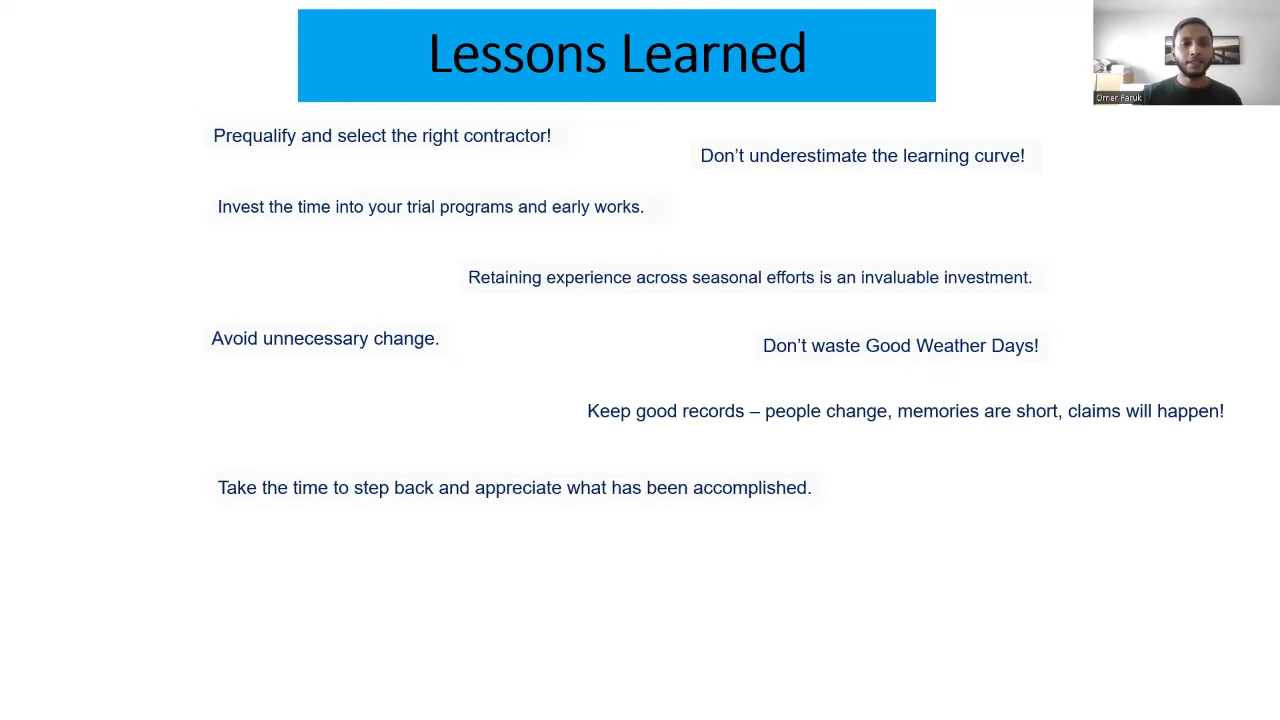 Lessons Learned
Omer Faruk
Prequalify and select the right contractor!
Don’t underestimate the learning curve!
Invest the time into your trial programs and early works.
Retaining experience across seasonal efforts is an invaluable investment.
Avoid unnecessary change.
Don’t waste Good Weather Days!
Keep good records – people change, memories are short, claims will happen!
Take the time to step back and appreciate what has been accomplished.